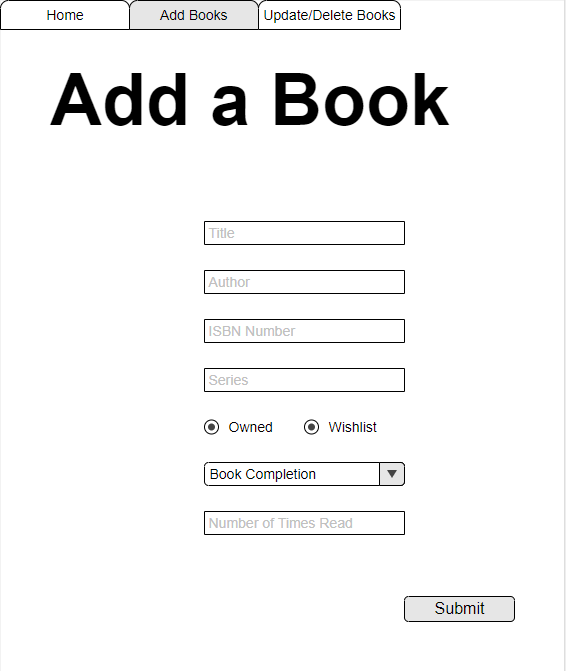 Home Add Books Update/Delete Books
Add a Book
Title
Author
ISBN Number
Series
Owned Wishlist
Book Completion
Number of Times Read
Submit